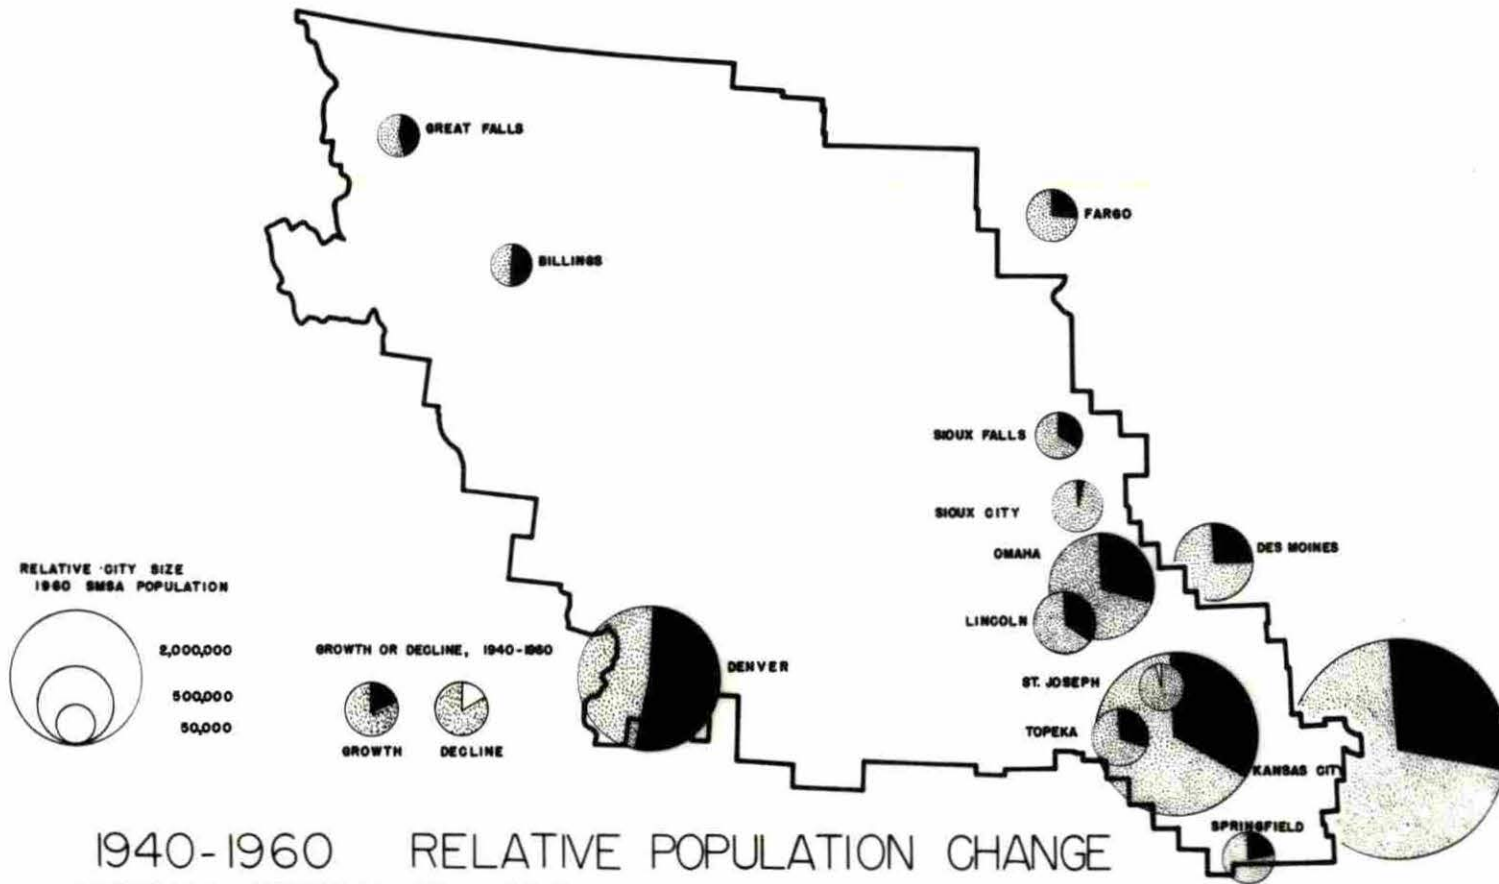 GREAT FALLS
FARGO
BILLINGS
SIOUX FALLS
SIOUX CITY
OMAHA
DES MOINES
LINCOLN
RELATIVE CITY SIZE
1960 SMSA POPULATION
2,000,000
500,000
50,000
GROWTH OR DECLINE, 1940-1960
GROWTH
DECLINE
DENVER
ST. JOSEPH
TOPEKA
KANSAS CITY
SPRINGFIELD
1940-1960 RELATIVE POPULATION CHANGE